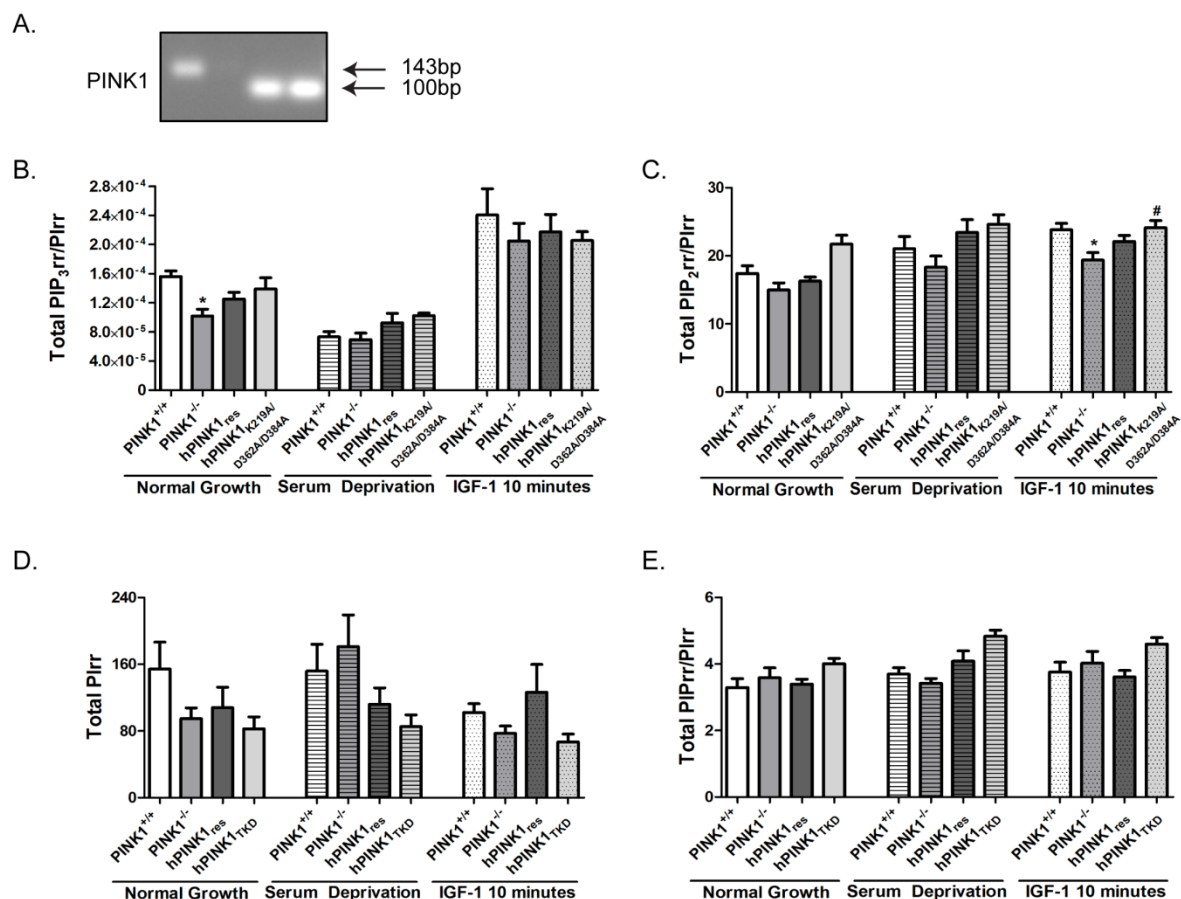 A.
PINK1
143bp
100bp
B.
Total PIP₃rr/PIrr
2.8×10⁻⁴
2.4×10⁻⁴
2.0×10⁻⁴
1.6×10⁻⁴
1.2×10⁻⁴
8.0×10⁻⁵
4.0×10⁻⁵
0
*
PINK1⁺/⁺
PINK1⁻/⁻
hPINK1res
hPINK1K219A/
D362A/D384A
PINK1⁺/⁺
PINK1⁻/⁻
hPINK1res
hPINK1K219A/
D362A/D384A
PINK1⁺/⁺
PINK1⁻/⁻
hPINK1res
hPINK1K219A/
D362A/D384A
Normal Growth
Serum Deprivation
IGF-1 10 minutes
C.
Total PIP₂rr/PIrr
30
20
10
0
*
#
PINK1⁺/⁺
PINK1⁻/⁻
hPINK1res
hPINK1K219A/
D362A/D384A
PINK1⁺/⁺
PINK1⁻/⁻
hPINK1res
hPINK1K219A/
D362A/D384A
PINK1⁺/⁺
PINK1⁻/⁻
hPINK1res
hPINK1K219A/
D362A/D384A
Normal Growth
Serum Deprivation
IGF-1 10 minutes
D.
Total PIrr
240
160
80
0
PINK1⁺/⁺
PINK1⁻/⁻
hPINK1res
hPINK1TKD
PINK1⁺/⁺
PINK1⁻/⁻
hPINK1res
hPINK1TKD
PINK1⁺/⁺
PINK1⁻/⁻
hPINK1res
hPINK1TKD
Normal Growth
Serum Deprivation
IGF-1 10 minutes
E.
Total PIPrr/PIrr
6
4
2
0
PINK1⁺/⁺
PINK1⁻/⁻
hPINK1res
hPINK1TKD
PINK1⁺/⁺
PINK1⁻/⁻
hPINK1res
hPINK1TKD
PINK1⁺/⁺
PINK1⁻/⁻
hPINK1res
hPINK1TKD
Normal Growth
Serum Deprivation
IGF-1 10 minutes